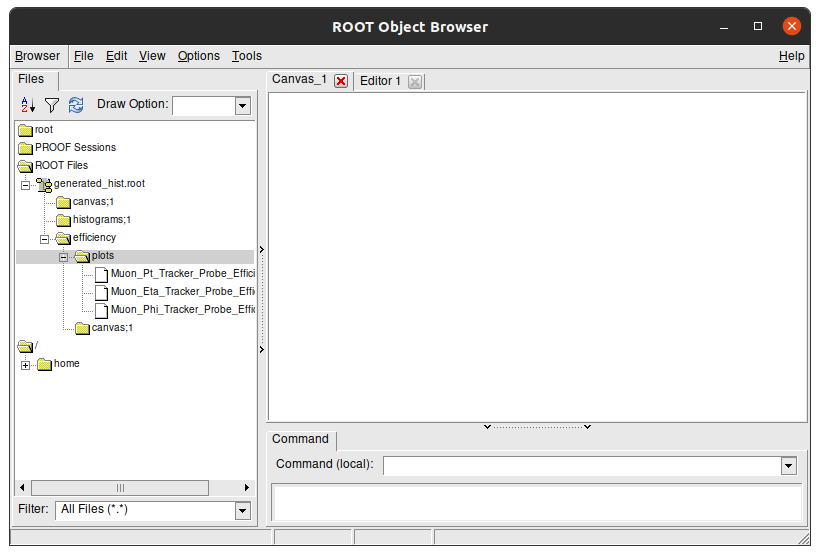 ROOT Object Browser
Browser File Edit View Options Tools Help
Files
Draw Option:
root
PROOF Sessions
ROOT Files
generated_hist.root
canvas;1
histograms;1
efficiency
plots
Muon_Pt_Tracker_Probe_Effici
Muon_Eta_Tracker_Probe_Effi
Muon_Phi_Tracker_Probe_Effi
canvas;1
/
home
Filter: All Files (*.*)
Canvas_1 Editor 1
Command
Command (local):